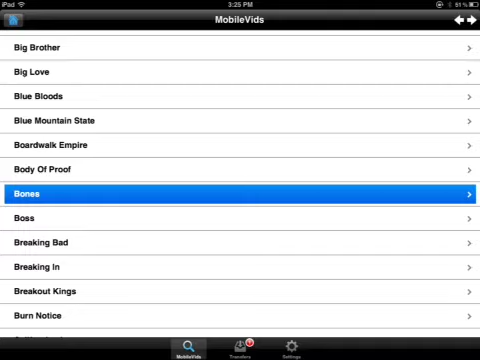 iPad
3:25 PM
51 %
MobileVids
Big Brother
Big Love
Blue Bloods
Blue Mountain State
Boardwalk Empire
Body Of Proof
Bones
Boss
Breaking Bad
Breaking In
Breakout Kings
Burn Notice
MobileVids
Transfers
Settings